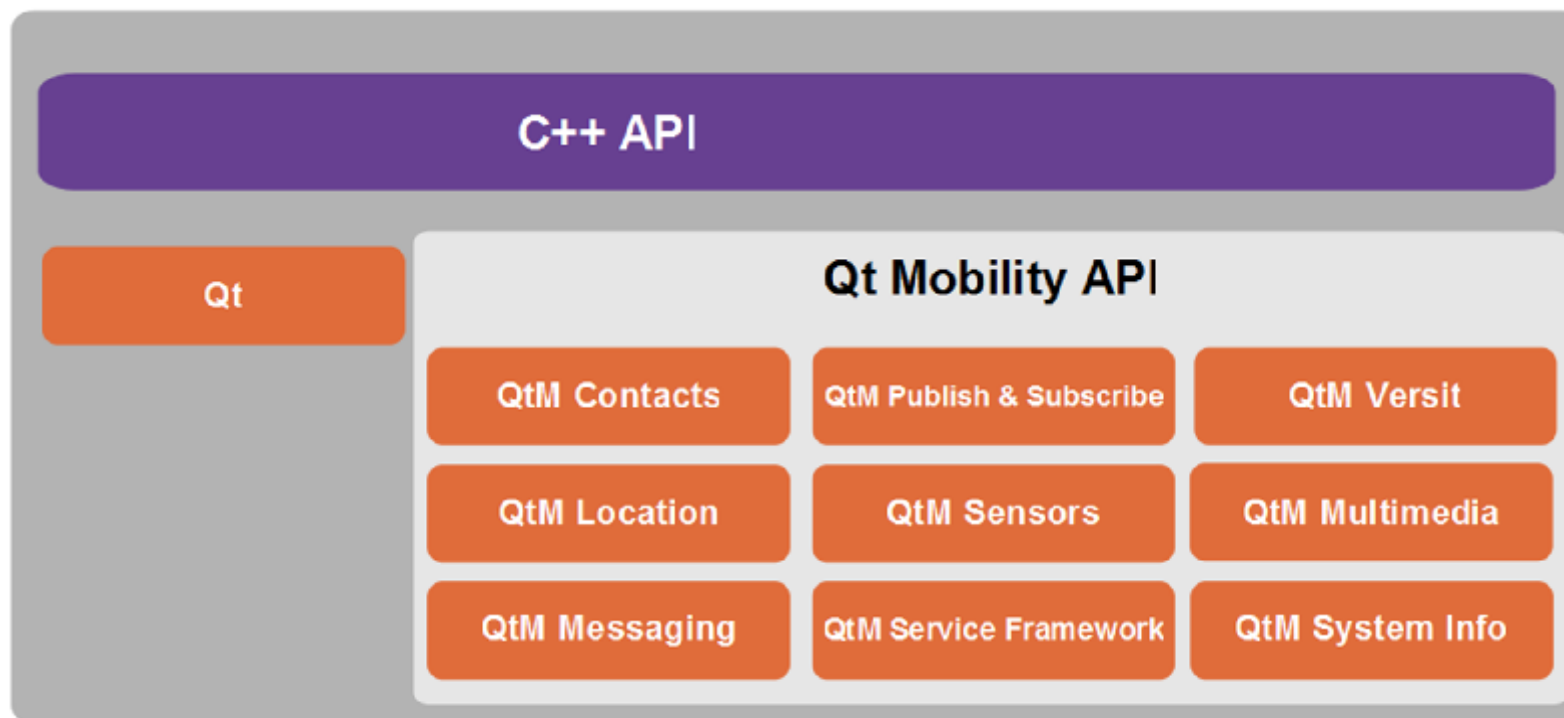 C++ API
Qt
Qt Mobility API
QtM Contacts
QtM Publish & Subscribe
QtM Versit
QtM Location
QtM Sensors
QtM Multimedia
QtM Messaging
QtM Service Framework
QtM System Info